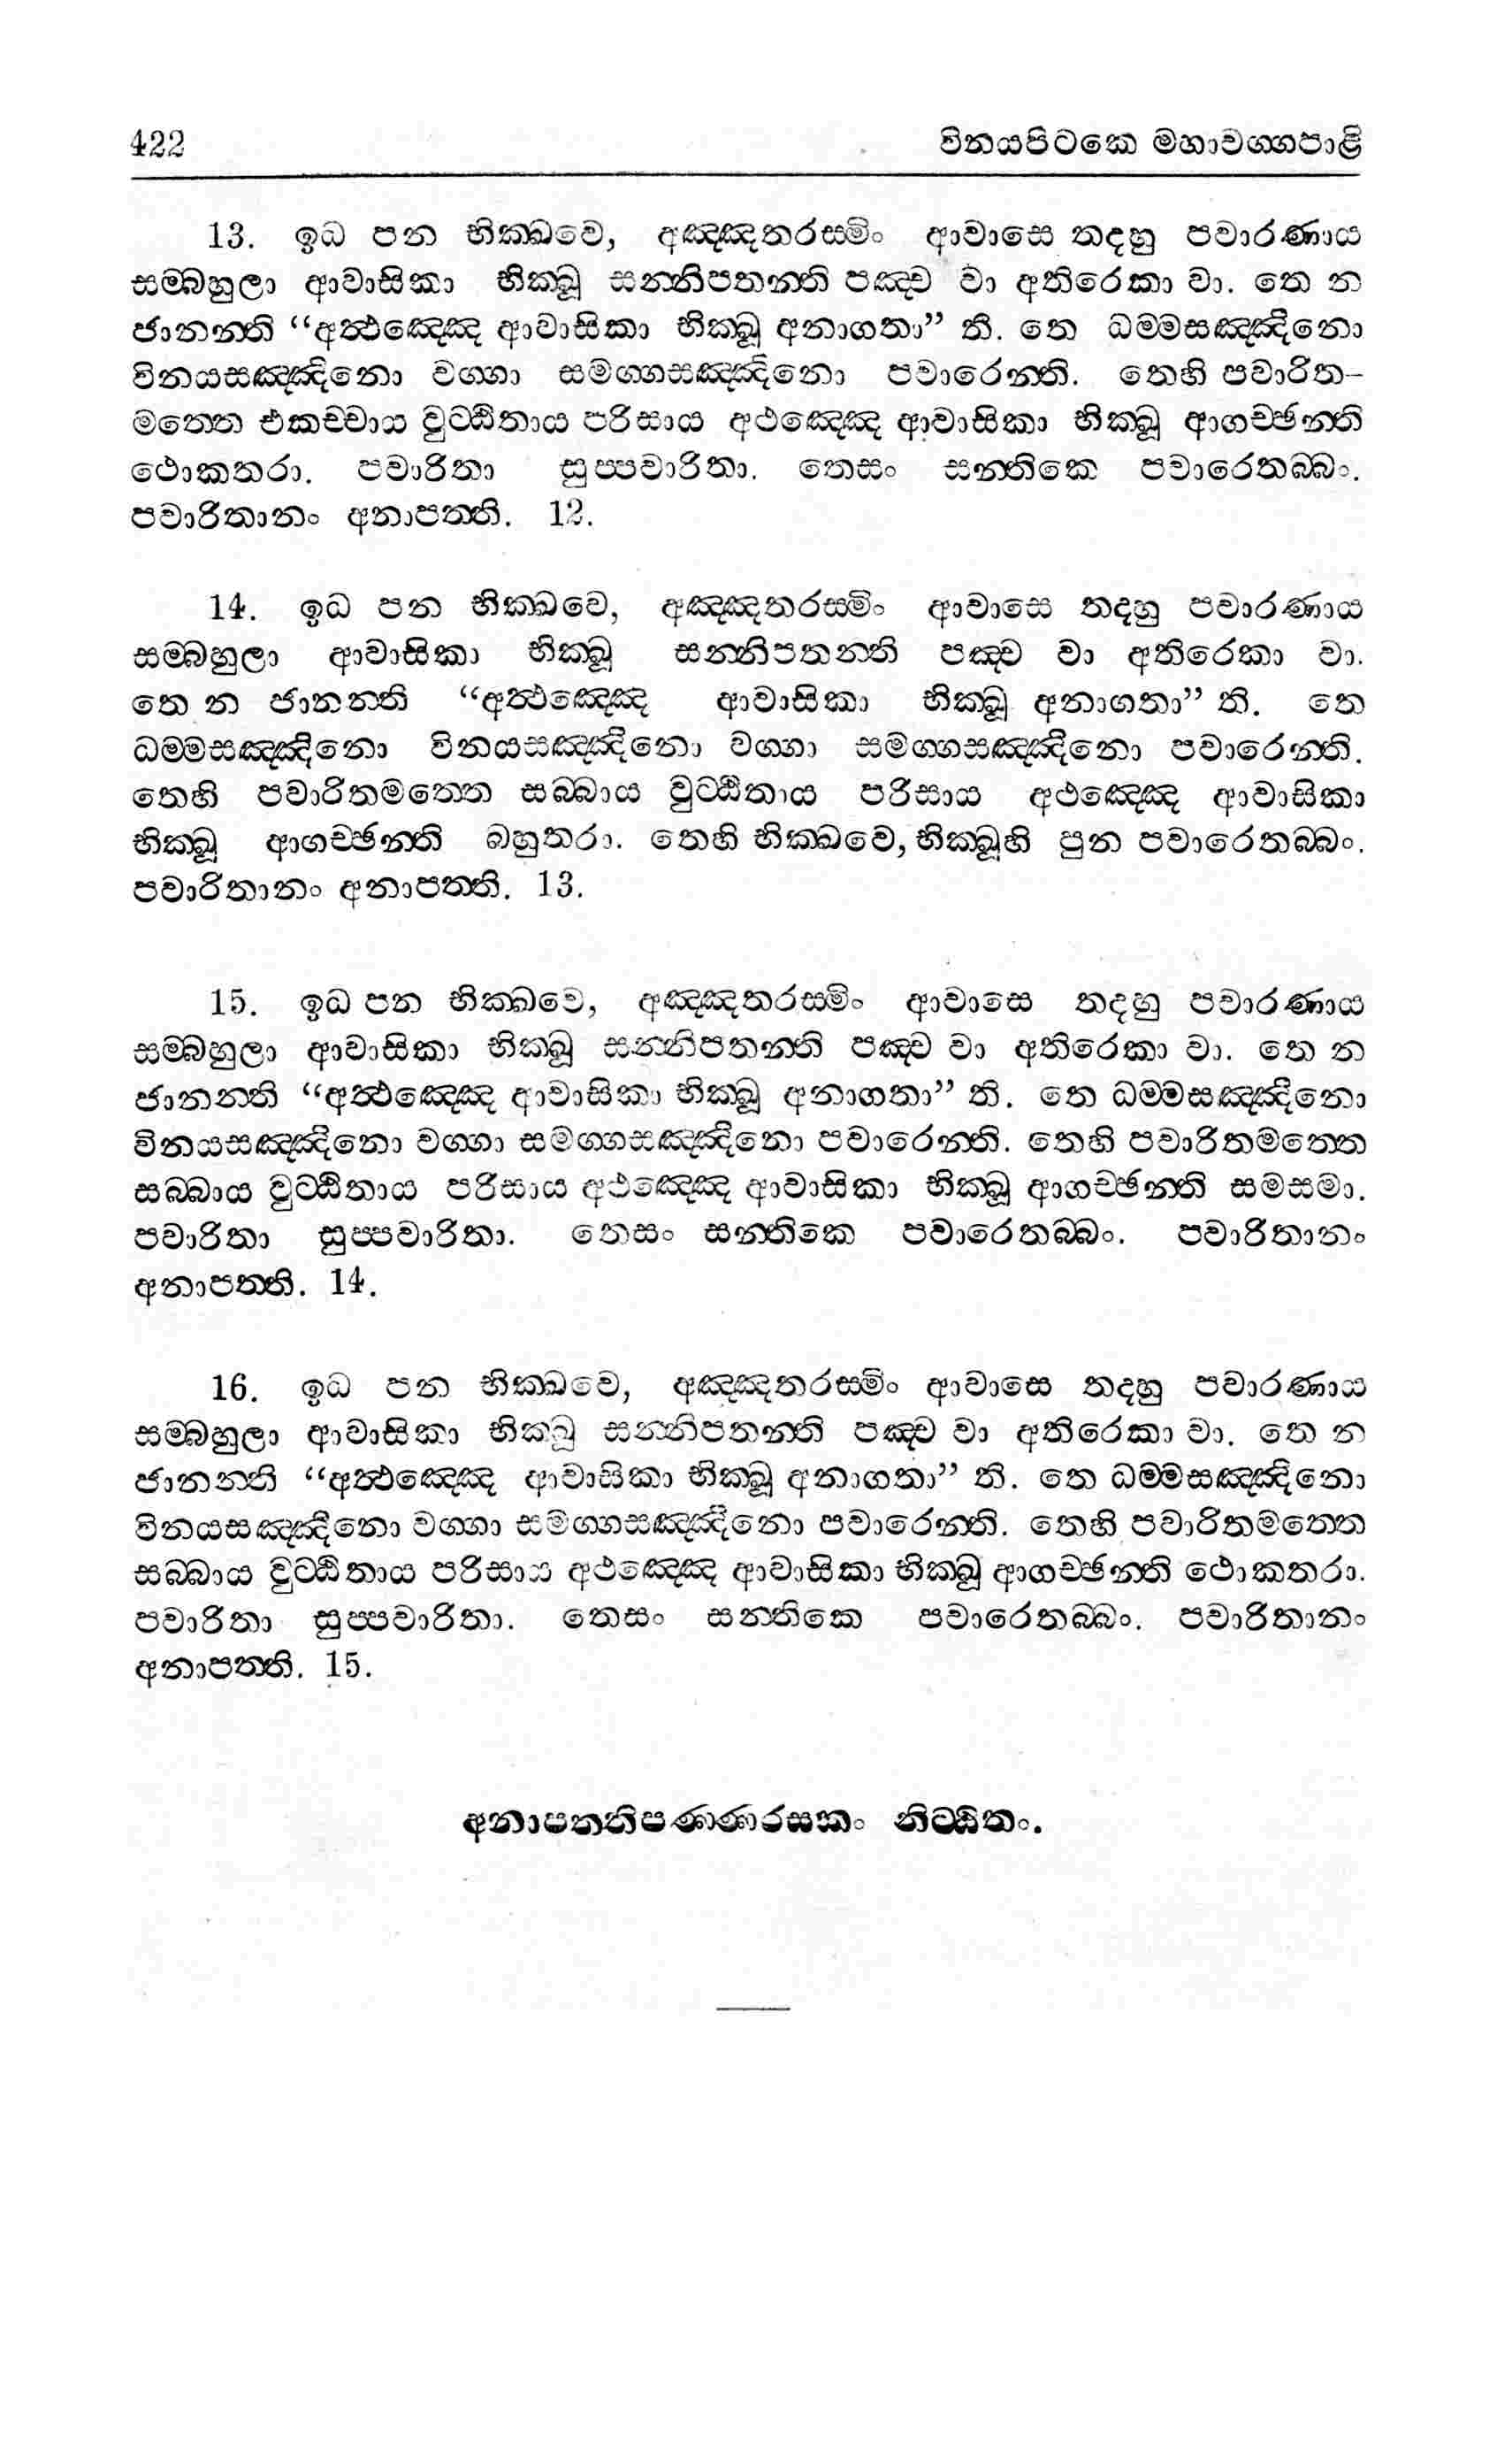 422 විනයපිටකෙ මහාවග්ගපාළි
13. ඉධ පන භික්ඛවෙ, අඤ්ඤතරස්මිං ආවාසෙ තදහු පවාරණාය
සම්බහුලා ආවාසිකා භික්ඛූ සන්නිපතන්ති පඤ්ච වා අතිරෙකා වා. තෙ න
ජානන්ති “අත්ථඤ්ඤෙ ආවාසිකා භික්ඛූ අනාගතා” ති. තෙ ධම්මසඤ්ඤිනො
විනයසඤ්ඤිනො වග්ගා සමග්ගසඤ්ඤිනො පවාරෙන්ති. තෙහි පවාරිත-
මත්තෙ එකච්චාය වුට්ඨිතාය පරිසාය අථඤ්ඤෙ ආවාසිකා භික්ඛූ ආගච්ඡන්ති
ථොකතරා. පවාරිතා සුප්පවාරිතා. තෙසං සන්තිකෙ පවාරෙතබ්බං.
පවාරිතානං අනාපත්ති. 12.
14. ඉධ පන භික්ඛවෙ, අඤ්ඤතරස්මිං ආවාසෙ තදහු පවාරණාය
සම්බහුලා ආවාසිකා භික්ඛූ සන්නිපතන්ති පඤ්ච වා අතිරෙකා වා.
තෙ න ජානන්ති “අත්ථඤ්ඤෙ ආවාසිකා භික්ඛූ අනාගතා” ති. තෙ
ධම්මසඤ්ඤිනො විනයසඤ්ඤිනො වග්ගා සමග්ගසඤ්ඤිනො පවාරෙන්ති.
තෙහි පවාරිතමත්තෙ සබ්බාය වුට්ඨිතාය පරිසාය අථඤ්ඤෙ ආවාසිකා
භික්ඛූ ආගච්ඡන්ති බහුතරා. තෙහි භික්ඛවෙ, භික්ඛූහි පුන පවාරෙතබ්බං.
පවාරිතානං අනාපත්ති. 13.
15. ඉධ පන භික්ඛවෙ, අඤ්ඤතරස්මිං ආවාසෙ තදහු පවාරණාය
සම්බහුලා ආවාසිකා භික්ඛූ සන්නිපතන්ති පඤ්ච වා අතිරෙකා වා. තෙ න
ජානන්ති “අත්ථඤ්ඤෙ ආවාසිකා භික්ඛූ අනාගතා” ති. තෙ ධම්මසඤ්ඤිනො
විනයසඤ්ඤිනො වග්ගා සමග්ගසඤ්ඤිනො පවාරෙන්ති. තෙහි පවාරිතමත්තෙ
සබ්බාය වුට්ඨිතාය පරිසාය අථඤ්ඤෙ ආවාසිකා භික්ඛූ ආගච්ඡන්ති සමසමා.
පවාරිතා සුප්පවාරිතා. තෙසං සන්තිකෙ පවාරෙතබ්බං. පවාරිතානං
අනාපත්ති. 14.
16. ඉධ පන භික්ඛවෙ, අඤ්ඤතරස්මිං ආවාසෙ තදහු පවාරණාය
සම්බහුලා ආවාසිකා භික්ඛූ සන්නිපතන්ති පඤ්ච වා අතිරෙකා වා. තෙ න
ජානන්ති “අත්ථඤ්ඤෙ ආවාසිකා භික්ඛූ අනාගතා” ති. තෙ ධම්මසඤ්ඤිනො
විනයසඤ්ඤිනො වග්ගා සමග්ගසඤ්ඤිනො පවාරෙන්ති. තෙහි පවාරිතමත්තෙ
සබ්බාය වුට්ඨිතාය පරිසාය අථඤ්ඤෙ ආවාසිකා භික්ඛූ ආගච්ඡන්ති ථොකතරා.
පවාරිතා සුප්පවාරිතා. තෙසං සන්තිකෙ පවාරෙතබ්බං. පවාරිතානං
අනාපත්ති. 15.
අනාපත්තිපණ්ණරසකං නිට්ඨිතං.